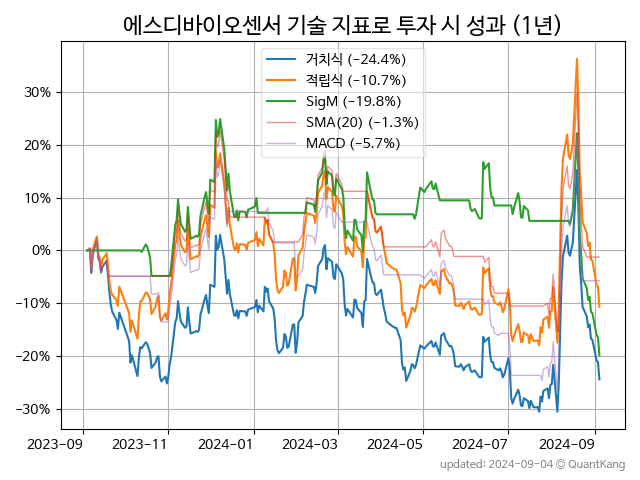 에스디바이오센서 기술 지표로 투자 시 성과 (1년)
거치식 (−24.4%)
적립식 (−10.7%)
SigM (−19.8%)
SMA(20) (−1.3%)
MACD (−5.7%)
30%
20%
10%
0%
−10%
−20%
−30%
2023-09 2023-11 2024-01 2024-03 2024-05 2024-07 2024-09
updated: 2024-09-04 © QuantKang